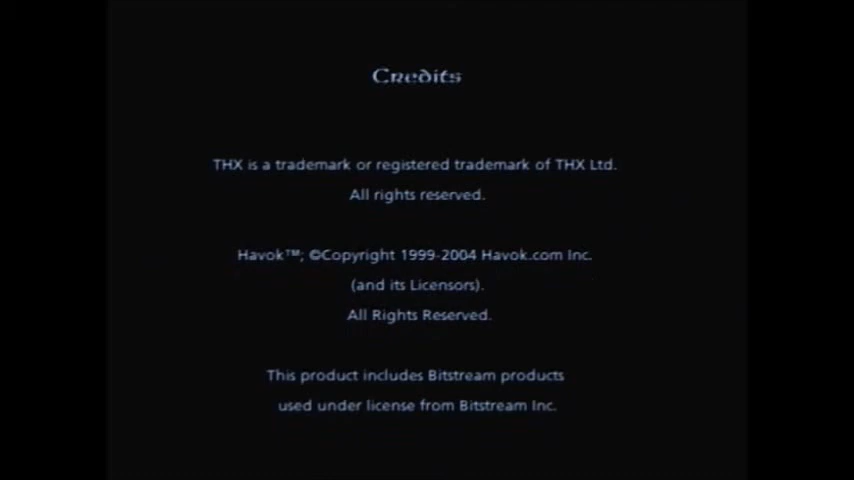 Credits
THX is a trademark or registered trademark of THX Ltd.
All rights reserved.
Havok™; ©Copyright 1999-2004 Havok.com Inc.
(and its Licensors).
All Rights Reserved.
This product includes Bitstream products
used under license from Bitstream Inc.